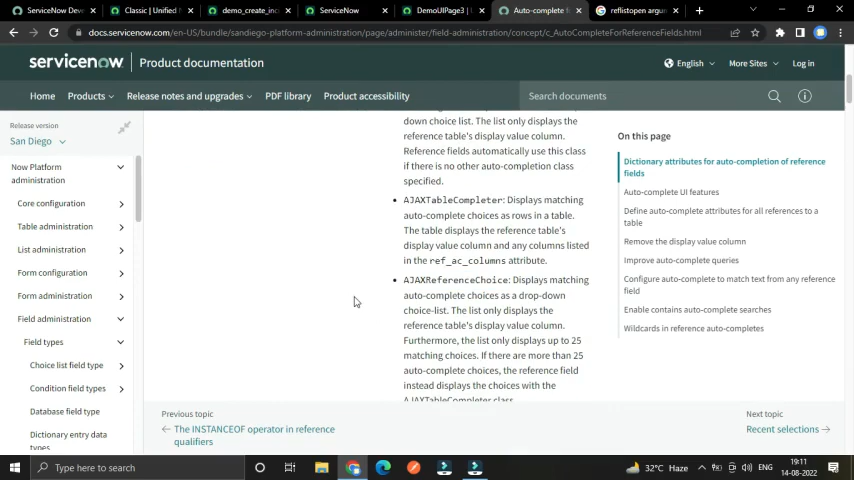 ServiceNow Dev
Classic | Unified N
demo_create_in
ServiceNow
DemoUIPage3 | U
Auto-complete f
reflistopen argum
docs.servicenow.com/en-US/bundle/sandiego-platform-administration/page/administer/field-administration/concept/c_AutoCompleteForReferenceFields.html
servicenow
Product documentation
English
More Sites
Log in
Home
Products
Release notes and upgrades
PDF library
Product accessibility
Search documents
Release version
San Diego
Now Platform
administration
Core configuration
Table administration
List administration
Form configuration
Form administration
Field administration
Field types
Choice list field type
Condition field types
Database field type
Dictionary entry data
types
down choice list. The list only displays the
reference table's display value column.
Reference fields automatically use this class
if there is no other auto-completion class
specified.
• AJAXTableCompleter: Displays matching
auto-complete choices as rows in a table.
The table displays the reference table's
display value column and any columns listed
in the ref_ac_columns attribute.
• AJAXReferenceChoice: Displays matching
auto-complete choices as a drop-down
choice-list. The list only displays the
reference table's display value column.
Furthermore, the list only displays up to 25
matching choices. If there are more than 25
auto-complete choices, the reference field
instead displays the choices with the
AJAXTableCompleter class.
On this page
Dictionary attributes for auto-completion of reference
fields
Auto-complete UI features
Define auto-complete attributes for all references to a
table
Remove the display value column
Improve auto-complete queries
Configure auto-complete to match text from any reference
field
Enable contains auto-complete searches
Wildcards in reference auto-completes
Previous topic
The INSTANCEOF operator in reference
qualifiers
Next topic
Recent selections
Type here to search
32°C Haze
ENG
19:11
14-08-2022